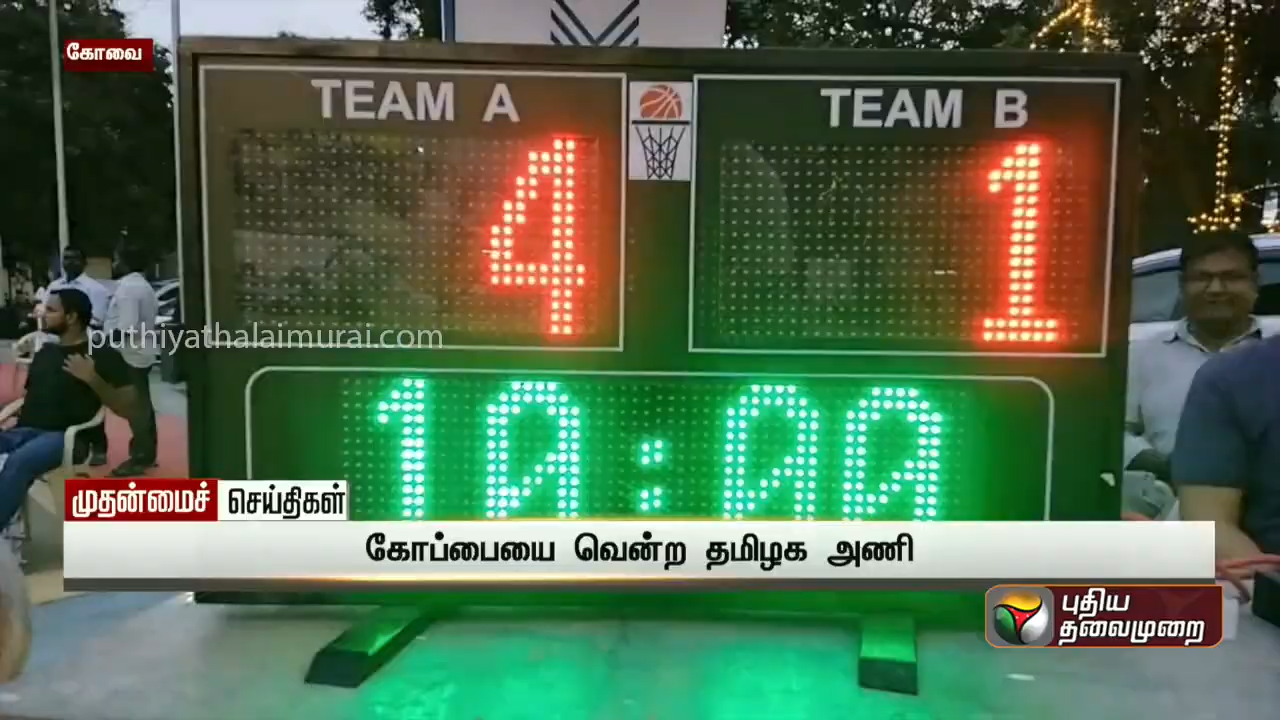 கோவை
TEAM A
TEAM B
4
1
puthiyathalaimurai.com
10:00
முதன்மைச் செய்திகள்
கோப்பையை வென்ற தமிழக அணி
புதிய
தலைமுறை